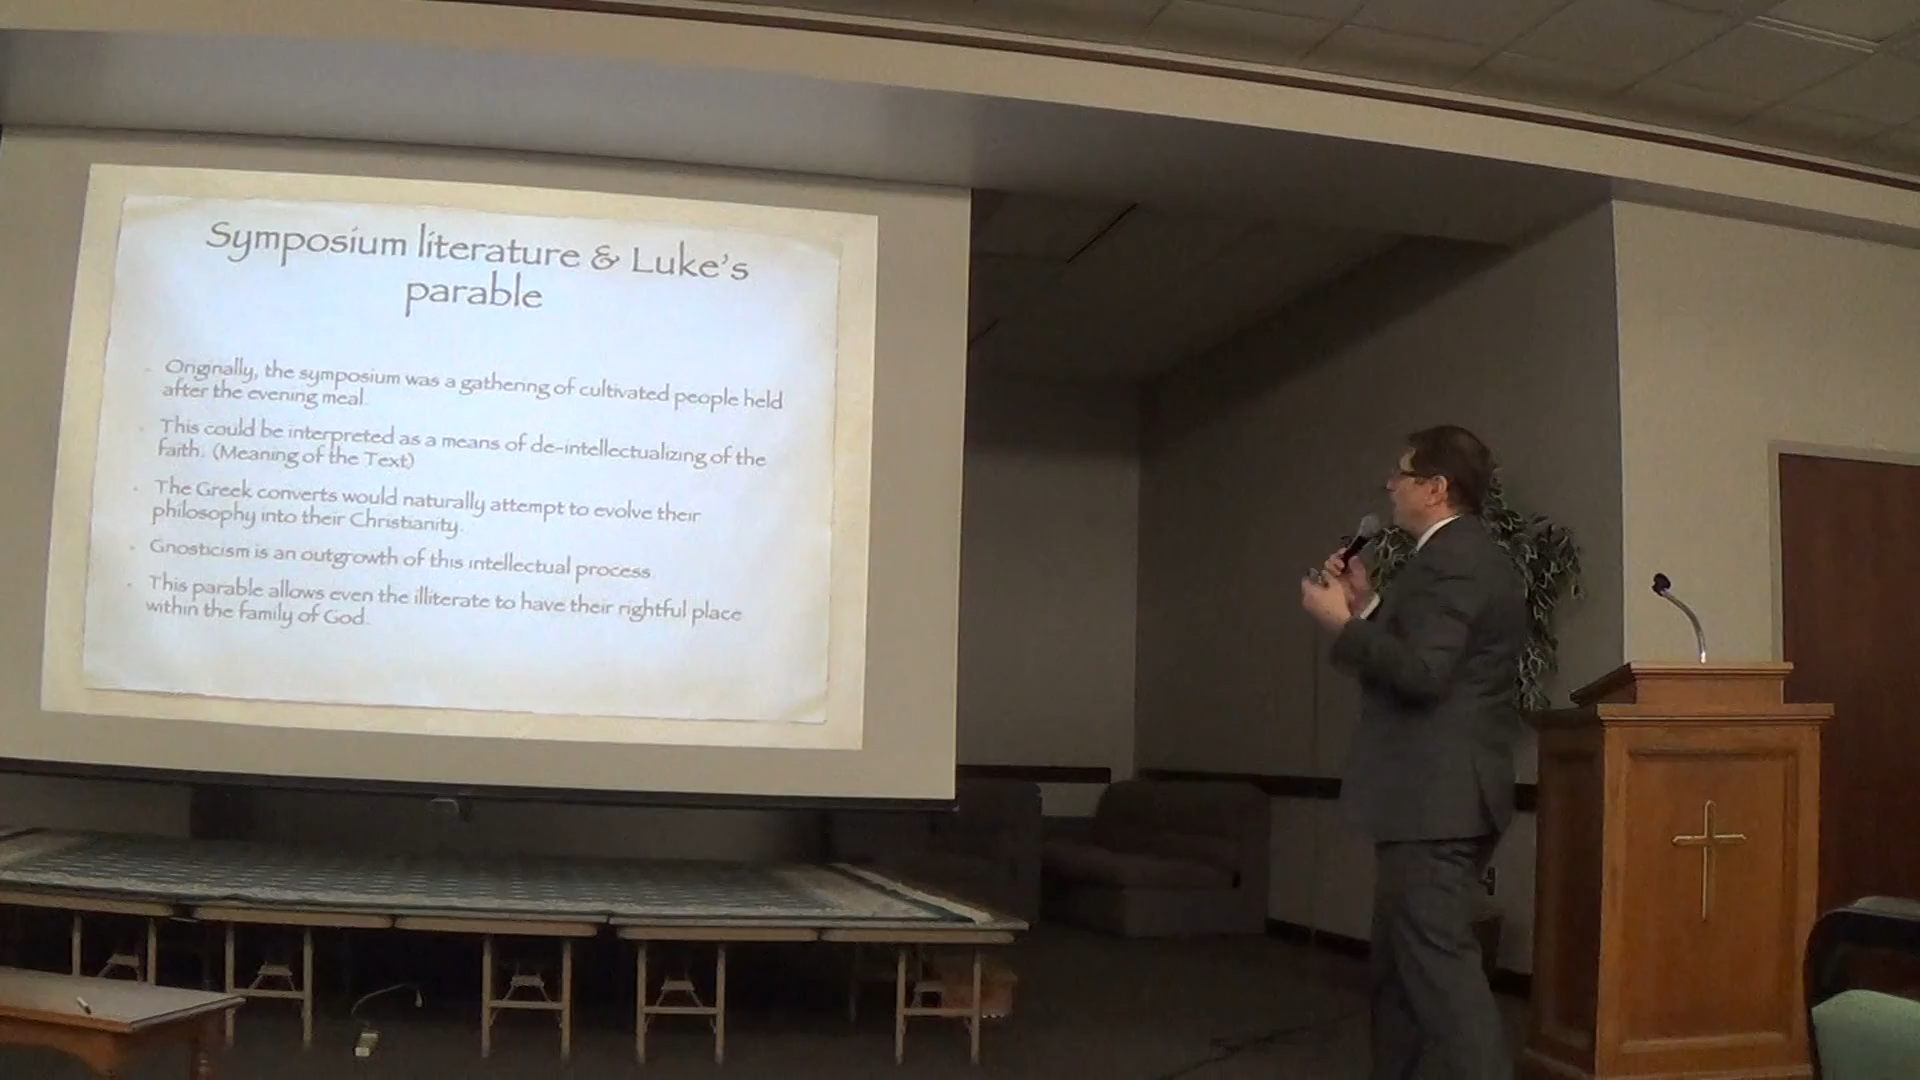 Symposium literature & Luke's
parable
Originally, the symposium was a gathering of cultivated people held
after the evening meal.
This could be interpreted as a means of de-intellectualizing of the
faith. (Meaning of the Text)
The Greek converts would naturally attempt to evolve their
philosophy into their Christianity.
Gnosticism is an outgrowth of this intellectual process
This parable allows even the illiterate to have their rightful place
within the family of God.